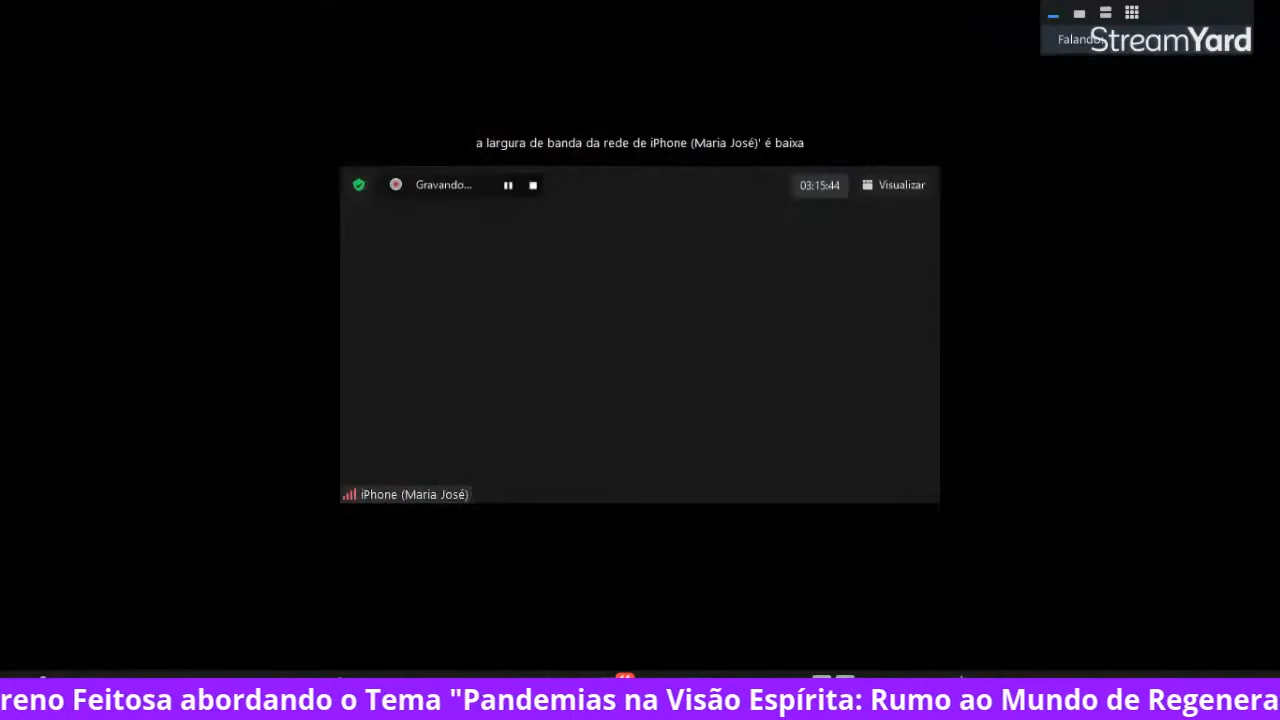 Falando:
StreamYard
a largura de banda da rede de iPhone (Maria José)' é baixa
Gravando...
03:15:44
Visualizar
iPhone (Maria José)
reno Feitosa abordando o Tema "Pandemias na Visão Espírita: Rumo ao Mundo de Regenera